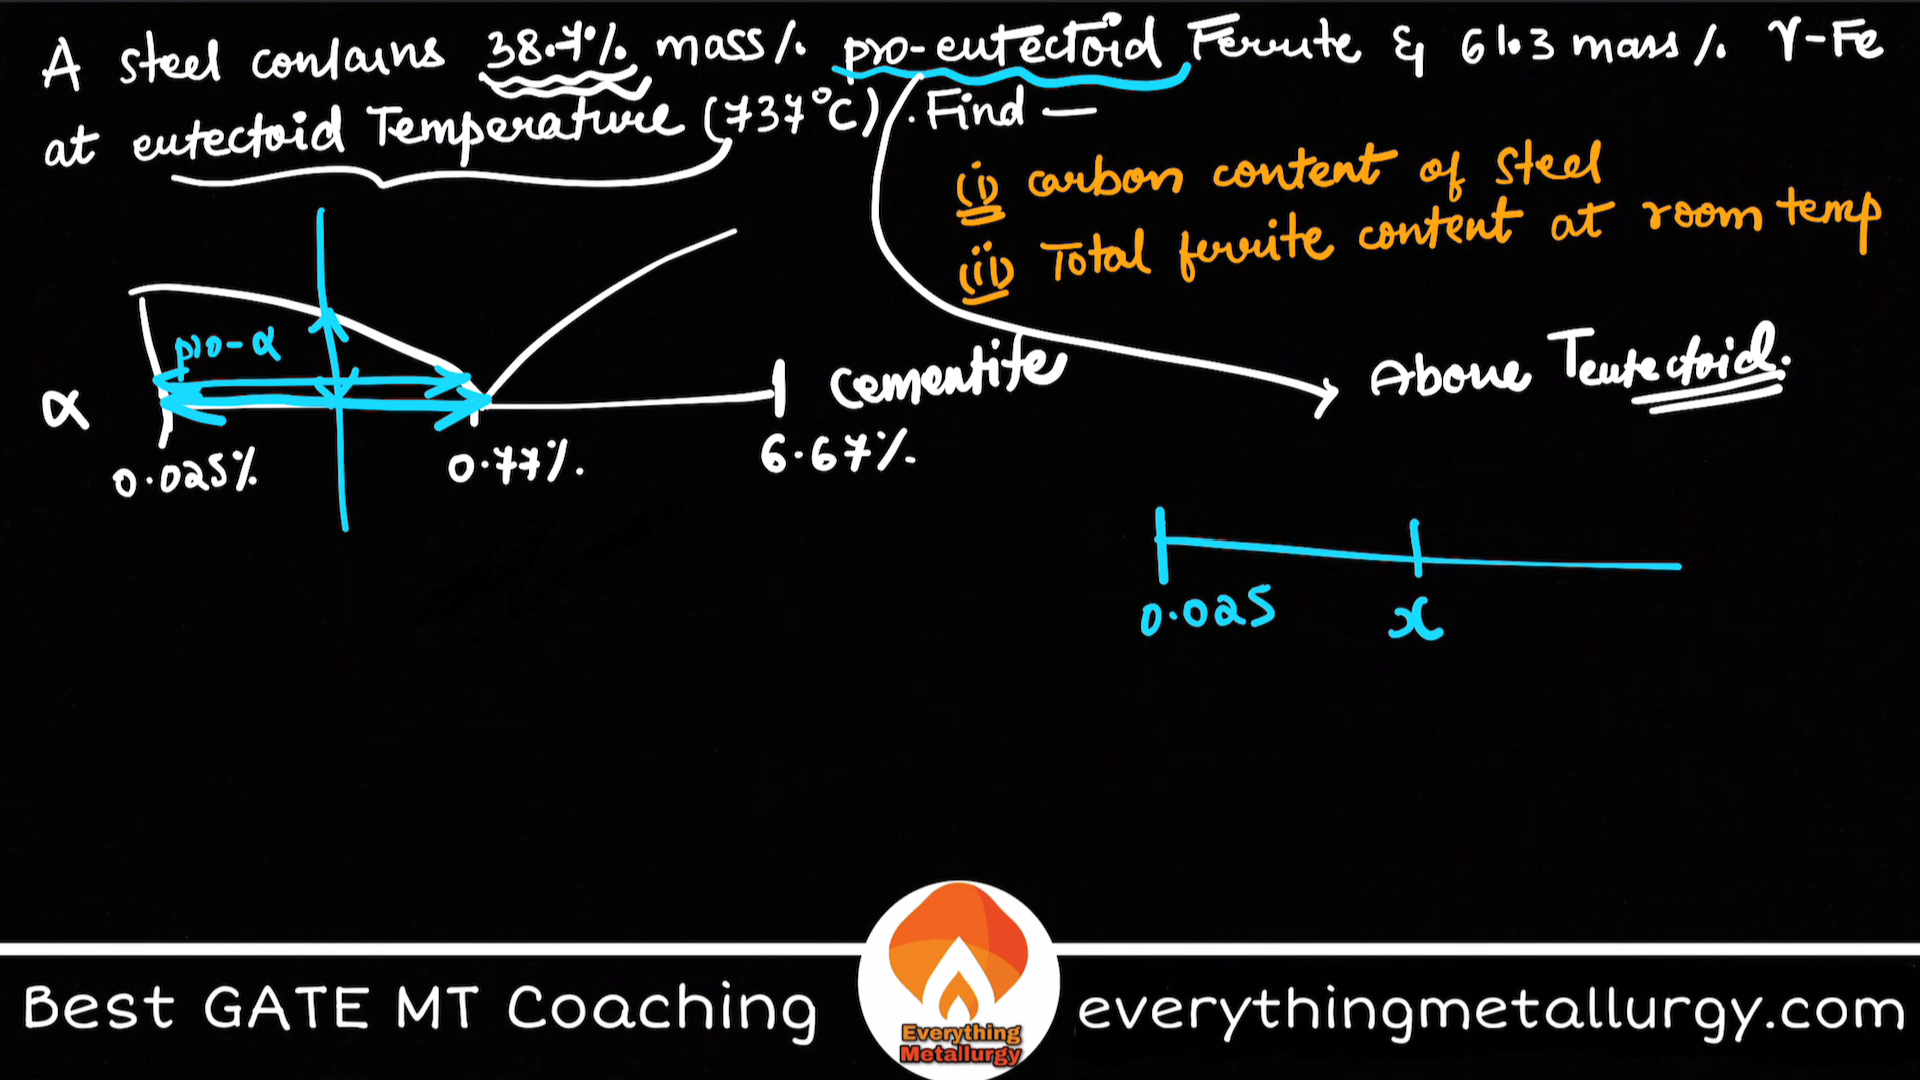 A steel contains 38.7% mass% pro-eutectoid Ferrite & 61.3 mass % γ-Fe
at eutectoid Temperature (737°C). Find —
(i) carbon content of steel
(ii) Total ferrite content at room temp
pro-α
α
Cementite
Above Teutectoid.
0.025%
0.77%.
6.67%.
0.025
x
Best GATE MT Coaching
Everything
Metallurgy
everythingmetallurgy.com